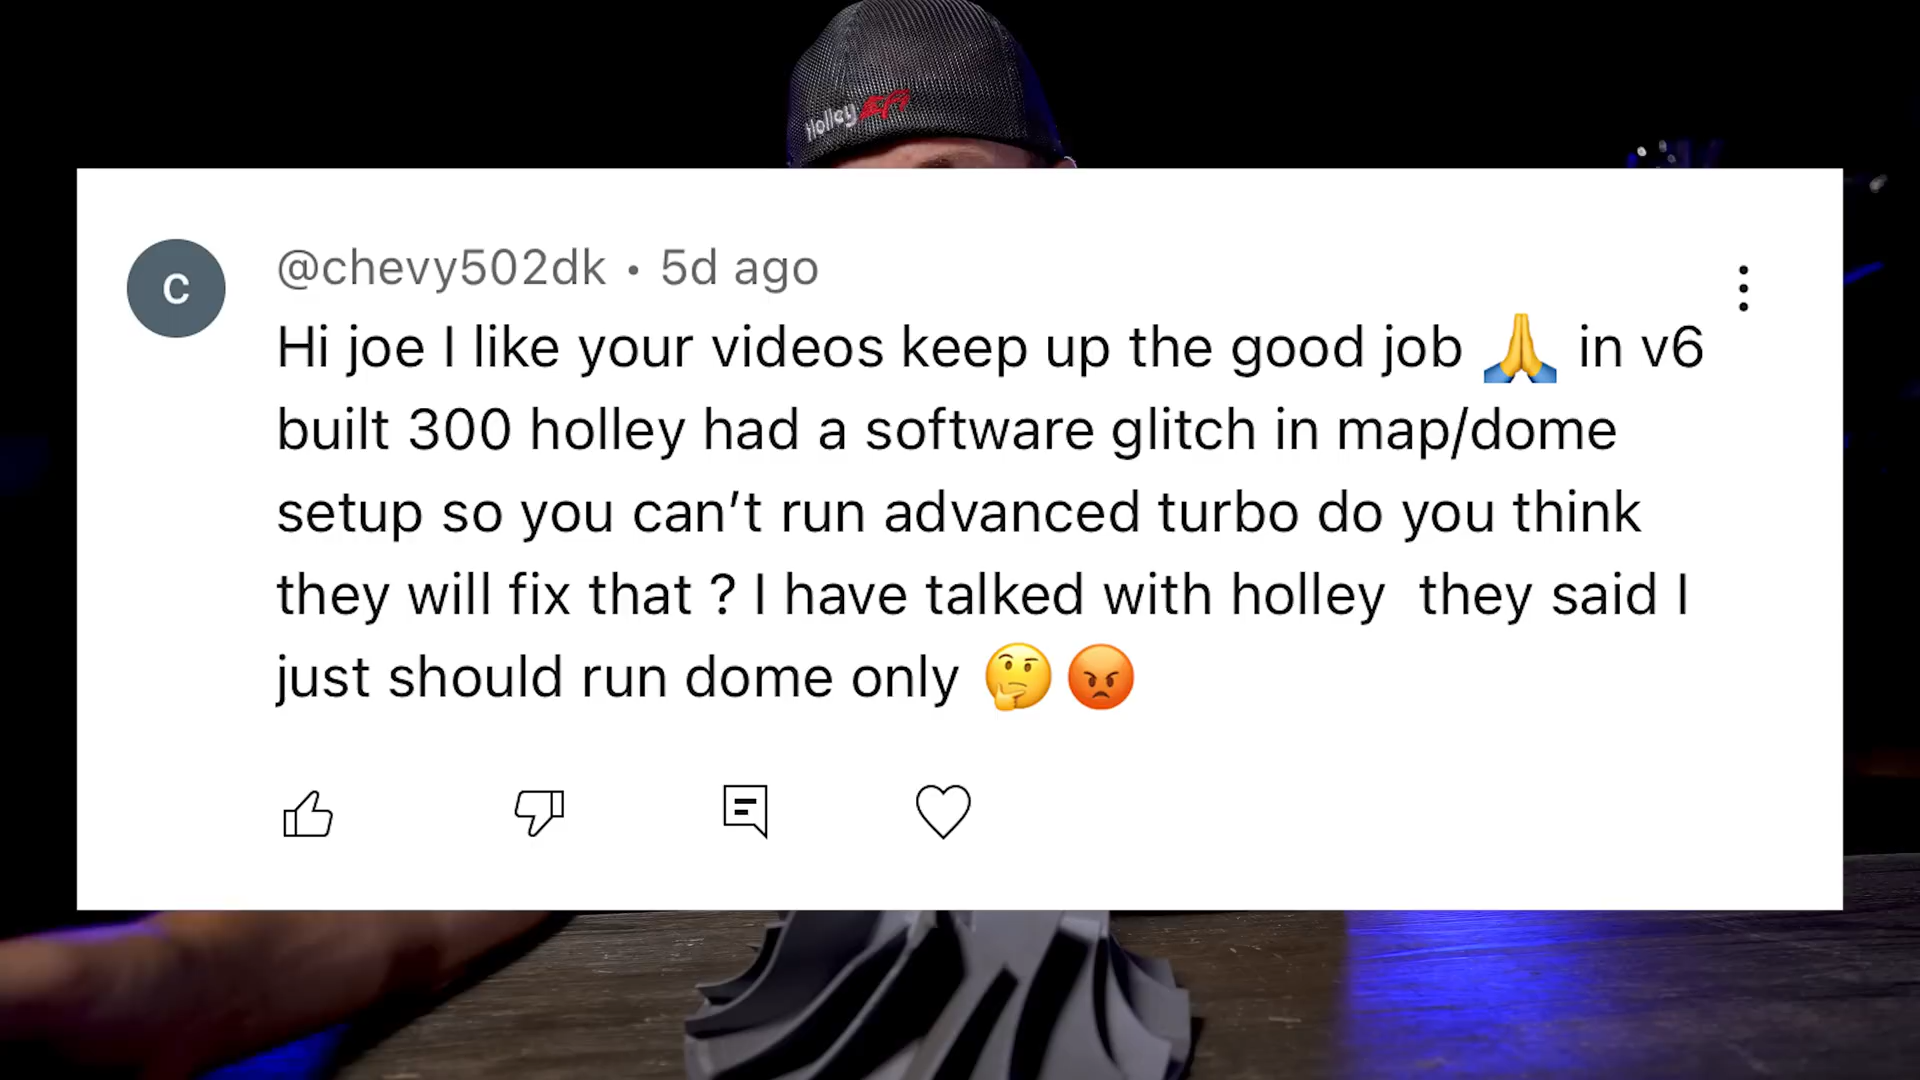 Holley EFI
C
@chevy502dk • 5d ago
Hi joe I like your videos keep up the good job 🙏 in v6
built 300 holley had a software glitch in map/dome
setup so you can’t run advanced turbo do you think
they will fix that ? I have talked with holley  they said I
just should run dome only 🤔😡